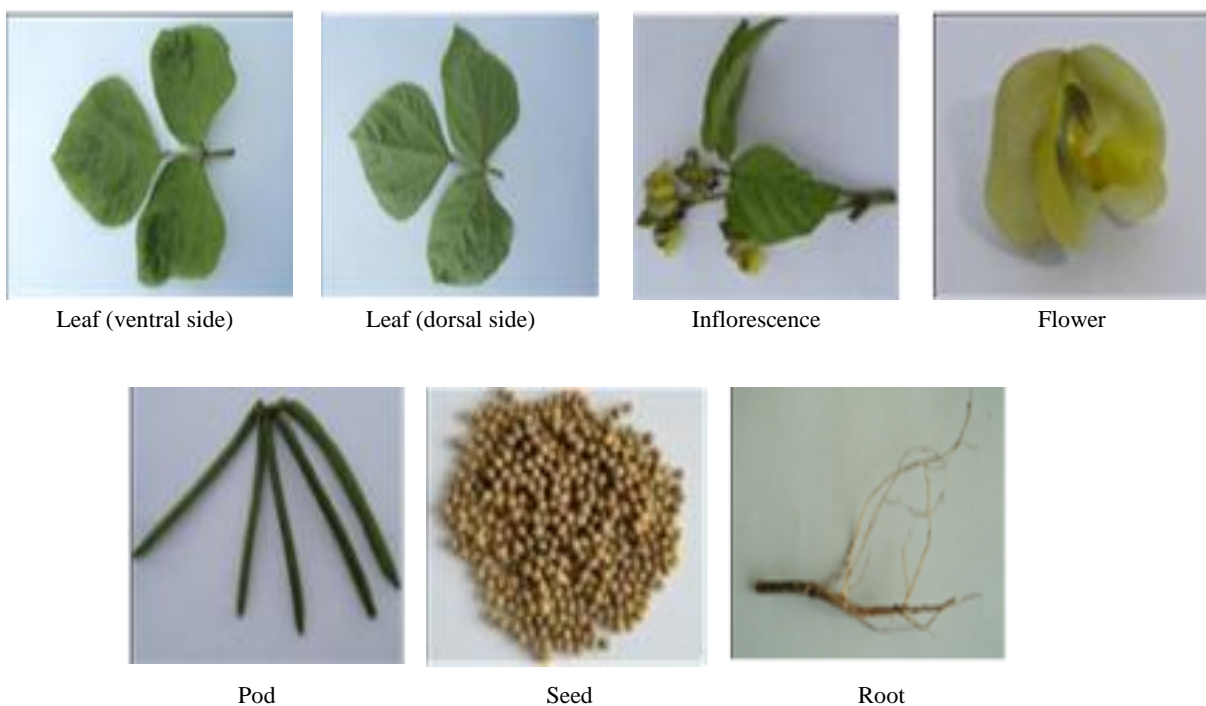 Leaf (ventral side) Leaf (dorsal side) Inflorescence Flower
Pod Seed Root